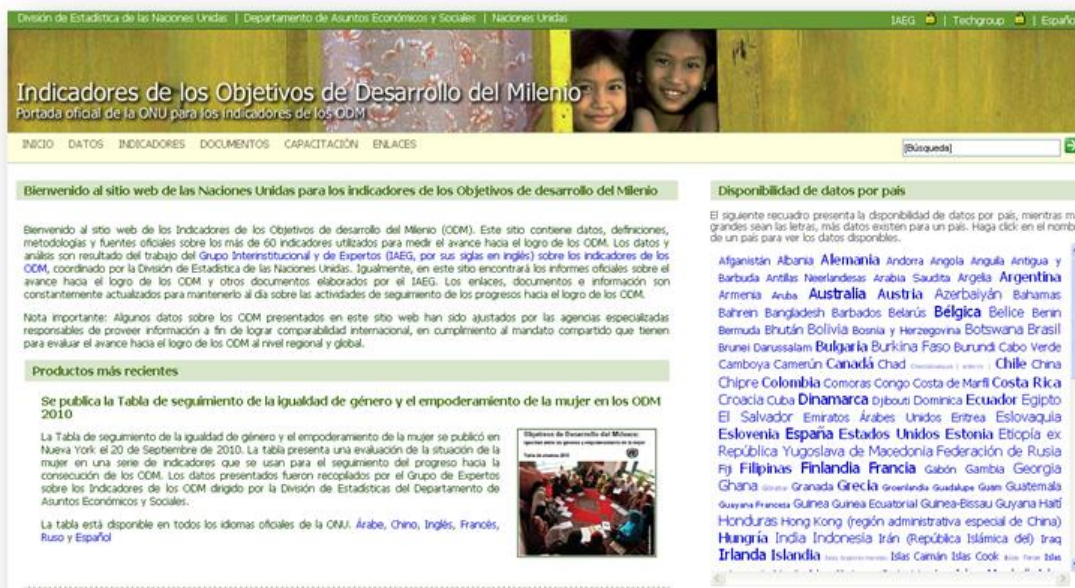 División de Estadística de las Naciones Unidas | Departamento de Asuntos Económicos y Sociales | Naciones Unidas
IAEG | Techgroup | Españo
Indicadores de los Objetivos de Desarrollo del Milenio
Portada oficial de la ONU para los Indicadores de los ODM
INICIO DATOS INDICADORES DOCUMENTOS CAPACITACIÓN ENLACES
[Búsqueda]
Bienvenido al sitio web de las Naciones Unidas para los indicadores de los Objetivos de desarrollo del Milenio
Bienvenido al sitio web de los Indicadores de los Objetivos de desarrollo del Milenio (ODM). Este sitio contiene datos, definiciones,
metodologías y fuentes oficiales sobre los más de 60 indicadores utilizados para medir el avance hacia el logro de los ODM. Los datos y
análisis son resultado del trabajo del Grupo Interinstitucional y de Expertos (IAEG, por sus siglas en inglés) sobre los indicadores de los
ODM, coordinado por la División de Estadística de las Naciones Unidas. Igualmente, en este sitio encontrará los informes oficiales sobre el
avance hacia el logro de los ODM y otros documentos elaborados por el IAEG. Los enlaces, documentos e información son
constantemente actualizados para mantenerlo al día sobre las actividades de seguimiento de los progresos hacia el logro de los ODM.
Nota importante: Algunos datos sobre los ODM presentados en este sitio web han sido ajustados por las agencias especializadas
responsables de proveer información a fin de lograr comparabilidad internacional, en cumplimiento al mandato compartido que tienen
para evaluar el avance hacia el logro de los ODM al nivel regional y global.
Productos más recientes
Se publica la Tabla de seguimiento de la igualdad de género y el empoderamiento de la mujer en los ODM
2010
La Tabla de seguimiento de la igualdad de género y el empoderamiento de la mujer se publicó en
Nueva York el 20 de Septiembre de 2010. La tabla presenta una evaluación de la situación de la
mujer en una serie de indicadores que se usan para el seguimiento del progreso hacia la
consecución de los ODM. Los datos presentados fueron recopilados por el Grupo de Expertos
sobre los Indicadores de los ODM dirigido por la División de Estadísticas del Departamento de
Asuntos Económicos y Sociales.
La tabla está disponible en todos los idiomas oficiales de la ONU. Árabe, Chino, Inglés, Francés,
Ruso y Español
Objetivos de Desarrollo del Milenio:
Disponibilidad de datos por país
El siguiente recuadro presenta la disponibilidad de datos por país, mientras m
grandes sean las letras, más datos existen para un país. Haga click en el nomb
de un país para ver los datos disponibles.
Afganistán Albania Alemania Andorra Angola Anguila Antigua y
Barbuda Antillas Neerlandesas Arabia Saudita Argelia Argentina
Armenia Aruba Australia Austria Azerbaiyán Bahamas
Bahrein Bangladesh Barbados Belarús Bélgica Belice Benin
Bermuda Bhután Bolivia Bosnia y Herzegovina Botswana Brasil
Brunei Darussalam Bulgaria Burkina Faso Burundi Cabo Verde
Camboya Camerún Canadá Chad Chile China
Chipre Colombia Comoras Congo Costa de Marfil Costa Rica
Croacia Cuba Dinamarca Djibouti Dominica Ecuador Egipto
El Salvador Emiratos Árabes Unidos Eritrea Eslovaquia
Eslovenia España Estados Unidos Estonia Etiopía ex
República Yugoslava de Macedonia Federación de Rusia
Fiji Filipinas Finlandia Francia Gabón Gambia Georgia
Ghana Granada Grecia Groenlandia Guadalupe Guam Guatemala
Guayana Francesa Guinea Guinea Ecuatorial Guinea-Bissau Guyana Haití
Honduras Hong Kong (región administrativa especial de China)
Hungría India Indonesia Irán (República Islámica del) Iraq
Irlanda Islandia Islas Caimán Islas Cook Islas